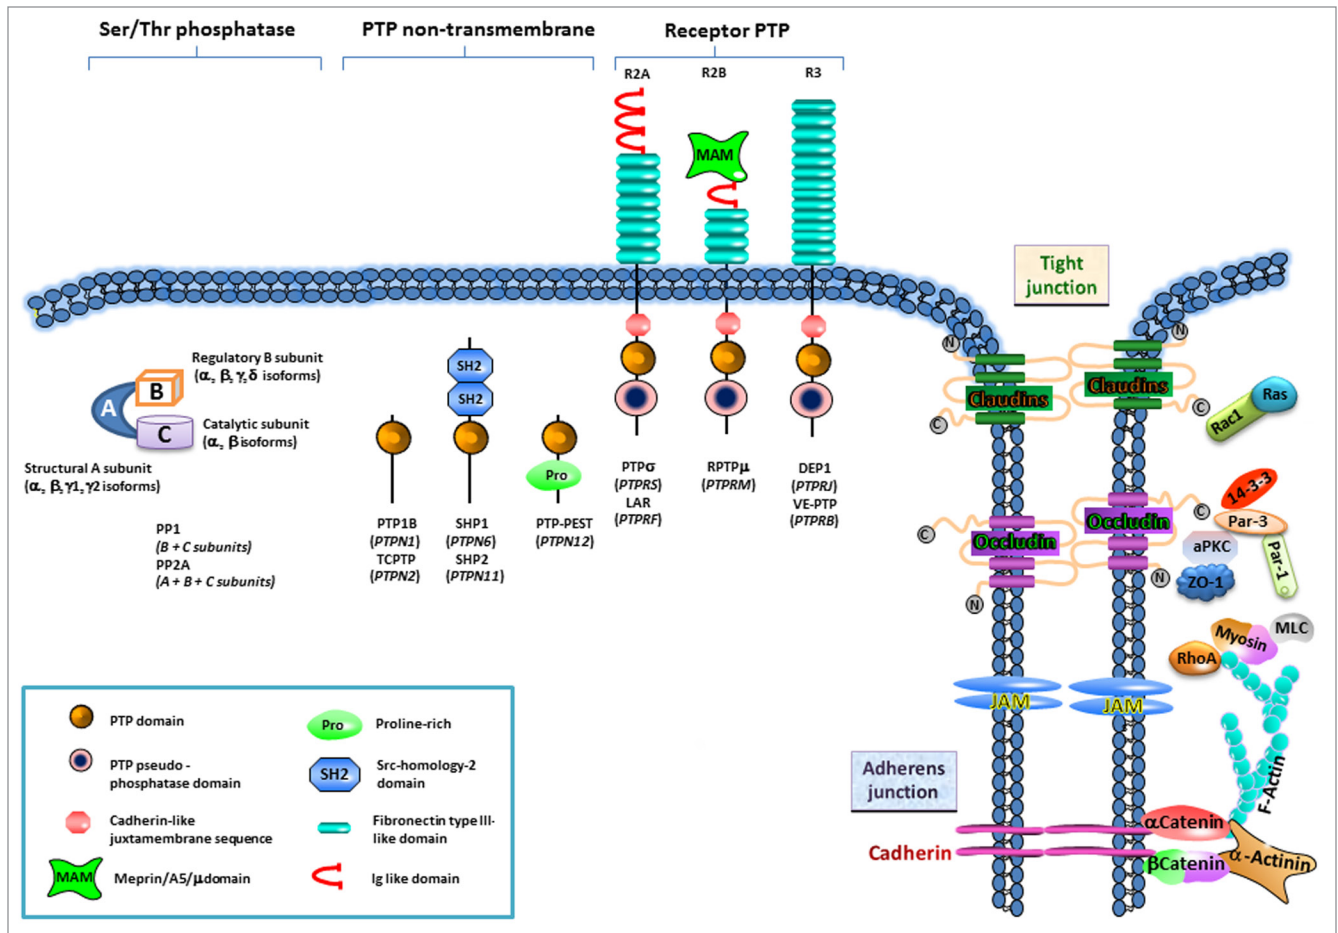 Ser/Thr phosphatase
PTP non-transmembrane
Receptor PTP
R2A
R2B
R3
MAM
Tight
junction
N
N
Claudins
Claudins
C
C
Ras
Rac1
Regulatory B subunit
(α, β, γ, δ isoforms)
A
B
C
Catalytic subunit
(α, β isoforms)
Structural A subunit
(α, β, γ1, γ2 isoforms)
PP1
(B + C subunits)
PP2A
(A + B + C subunits)
SH2
SH2
Pro
PTP1B
(PTPN1)
TCPTP
(PTPN2)
SHP1
(PTPN6)
SHP2
(PTPN11)
PTP-PEST
(PTPN12)
PTPσ
(PTPRS)
LAR
(PTPRF)
RPTPμ
(PTPRM)
DEP1
(PTPRJ)
VE-PTP
(PTPRB)
14-3-3
C
Par-3
Occludin
Occludin
C
aPKC
Par-1
N
ZO-1
N
MLC
Myosin
RhoA
JAM
JAM
F-Actin
Adherens
junction
Cadherin
αCatenin
βCatenin
α-Actinin
PTP domain
PTP pseudo -
phosphatase domain
Cadherin-like
juxtamembrane sequence
MAM
Meprin/A5/μdomain
Pro
Proline-rich
SH2
Src-homology-2
domain
Fibronectin type III-
like domain
Ig like domain